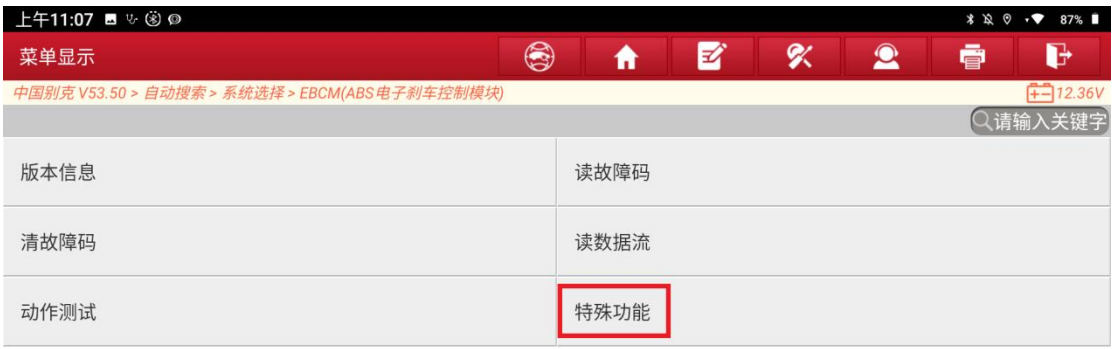 上午11:07
87%
菜单显示
中国别克 V53.50 > 自动搜索 > 系统选择 > EBCM(ABS电子刹车控制模块)
12.36V
请输入关键字
版本信息
读故障码
清故障码
读数据流
动作测试
特殊功能